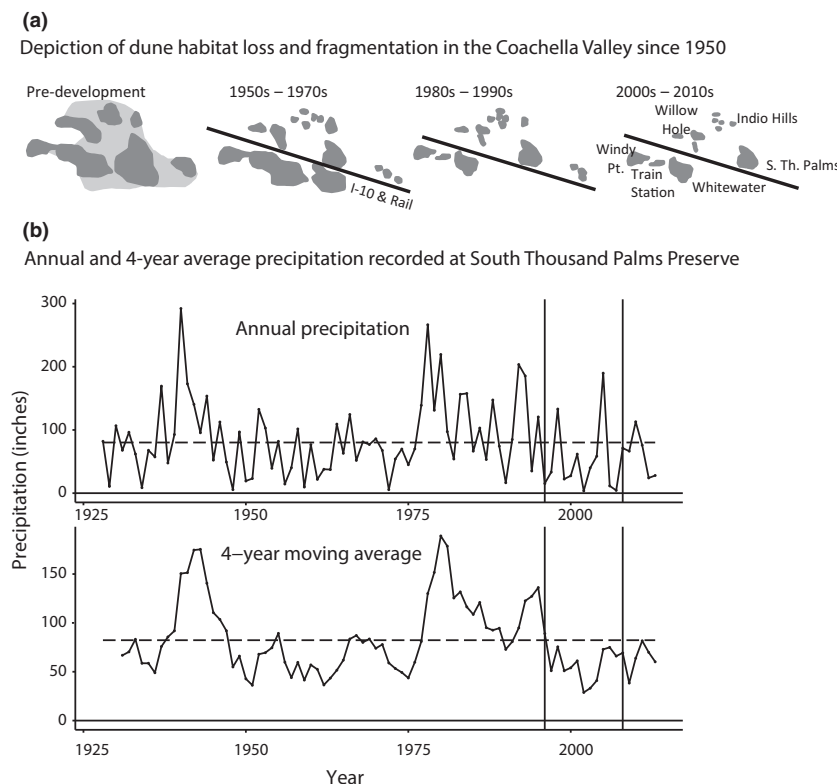 (a)
Depiction of dune habitat loss and fragmentation in the Coachella Valley since 1950
Pre-development
1950s – 1970s
I-10 & Rail
1980s – 1990s
2000s – 2010s
Willow
Hole
Indio Hills
Windy
Pt.
Train
Station
Whitewater
S. Th. Palms
(b)
Annual and 4-year average precipitation recorded at South Thousand Palms Preserve
Precipitation (inches)
Annual precipitation
300
200
100
0
1925
1950
1975
2000
4–year moving average
150
100
50
0
1925
1950
1975
2000
Year